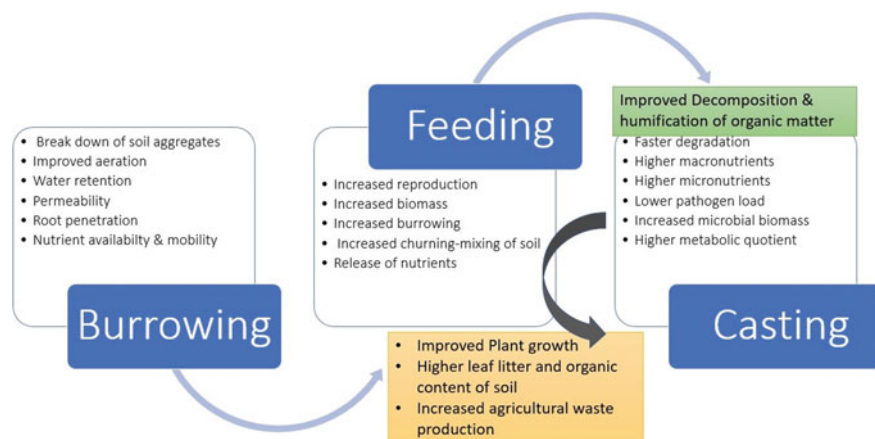 • Break down of soil aggregates
• Improved aeration
• Water retention
• Permeability
• Root penetration
• Nutrient availabilty & mobility
Burrowing
Feeding
• Increased reproduction
• Increased biomass
• Increased burrowing
• Increased churning-mixing of soil
• Release of nutrients
• Improved Plant growth
• Higher leaf litter and organic
content of soil
• Increased agricultural waste
production
Improved Decomposition &
humification of organic matter
• Faster degradation
• Higher macronutrients
• Higher micronutrients
• Lower pathogen load
• Increased microbial biomass
• Higher metabolic quotient
Casting